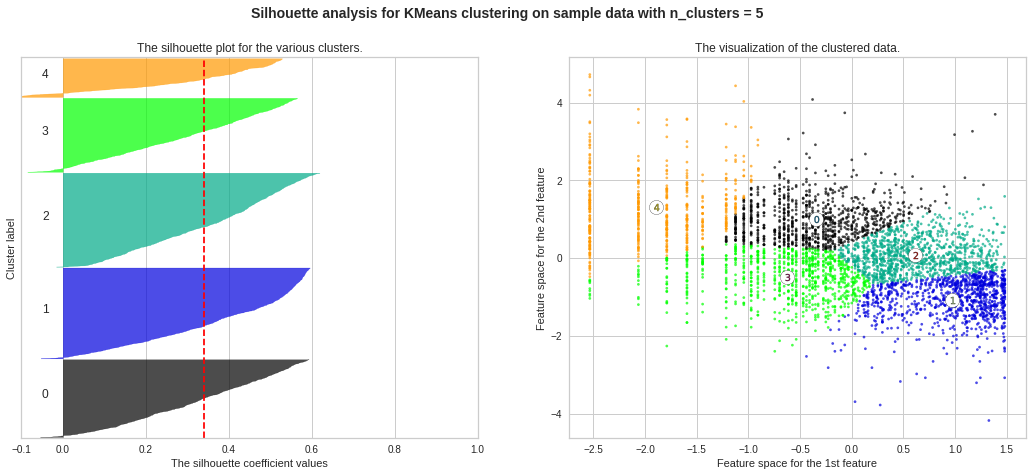 Silhouette analysis for KMeans clustering on sample data with n_clusters = 5
The silhouette plot for the various clusters.
Cluster label
4
3
2
1
0
−0.1 0.0 0.2 0.4 0.6 0.8 1.0
The silhouette coefficient values
The visualization of the clustered data.
Feature space for the 2nd feature
4
2
0
−2
−4
4
0
2
3
1
−2.5 −2.0 −1.5 −1.0 −0.5 0.0 0.5 1.0 1.5
Feature space for the 1st feature